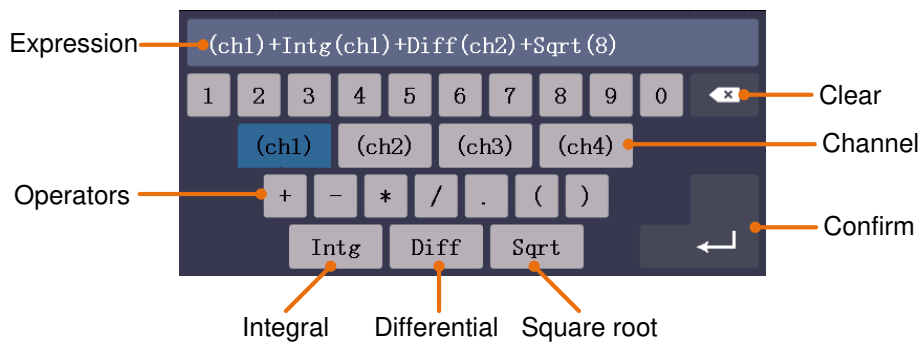 Expression
(ch1)+Intg(ch1)+Diff(ch2)+Sqrt(8)
1 2 3 4 5 6 7 8 9 0
Clear
(ch1) (ch2) (ch3) (ch4)
Channel
Operators
+ - * / . ( )
Confirm
Intg Diff Sqrt
Integral Differential Square root